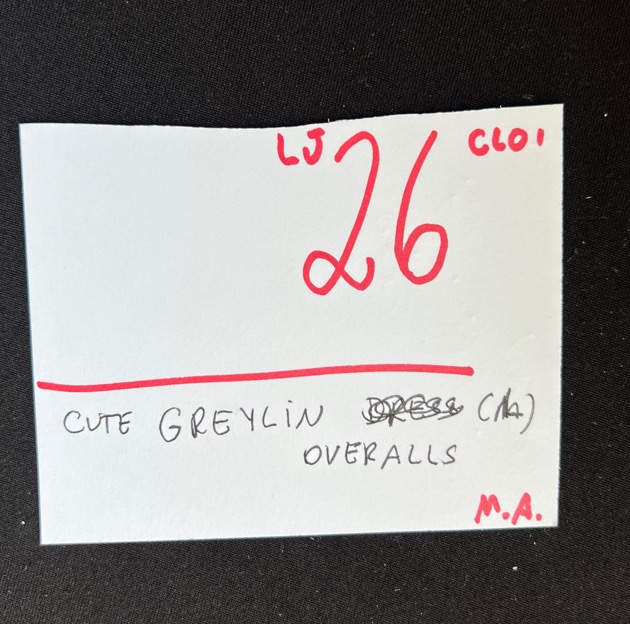 LJ 26 CL01
CUTE GREYLIN DRESS (M)
OVERALLS
M.A.